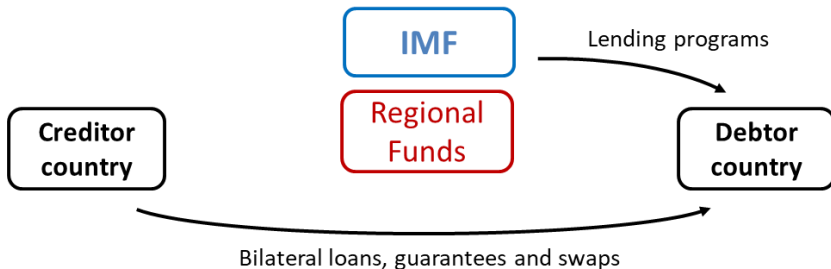 IMF
Lending programs
Regional
Funds
Creditor
country
Debtor
country
Bilateral loans, guarantees and swaps